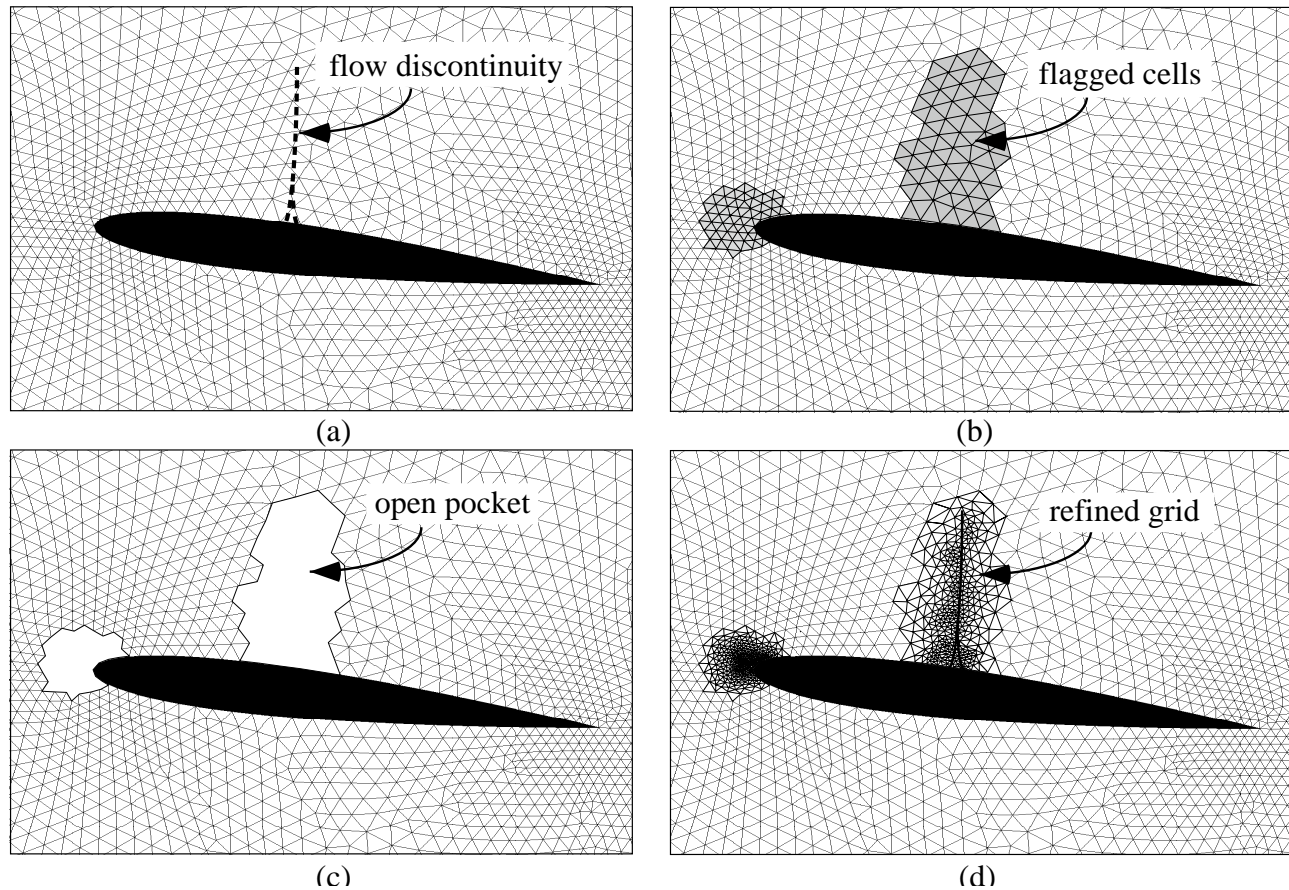 flow discontinuity
flagged cells
(a)
(b)
open pocket
refined grid
(c)
(d)